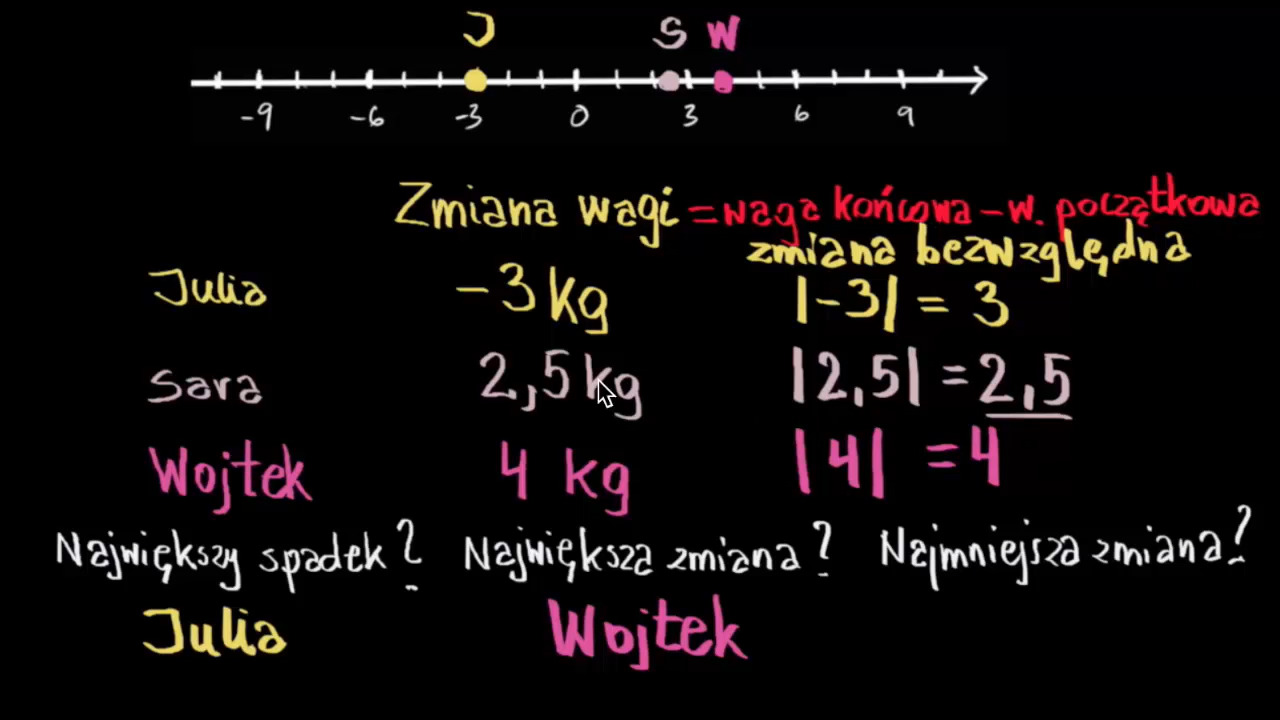 J S W
-9 -6 -3 0 3 6 9
Zmiana wagi = waga końcowa - w. początkowa
zmiana bezwzględna
Julia -3 kg |-3| = 3
Sara 2,5 kg |2,5| = 2,5
Wojtek 4 kg |4| = 4
Największy spadek? Największa zmiana? Najmniejsza zmiana?
Julia Wojtek